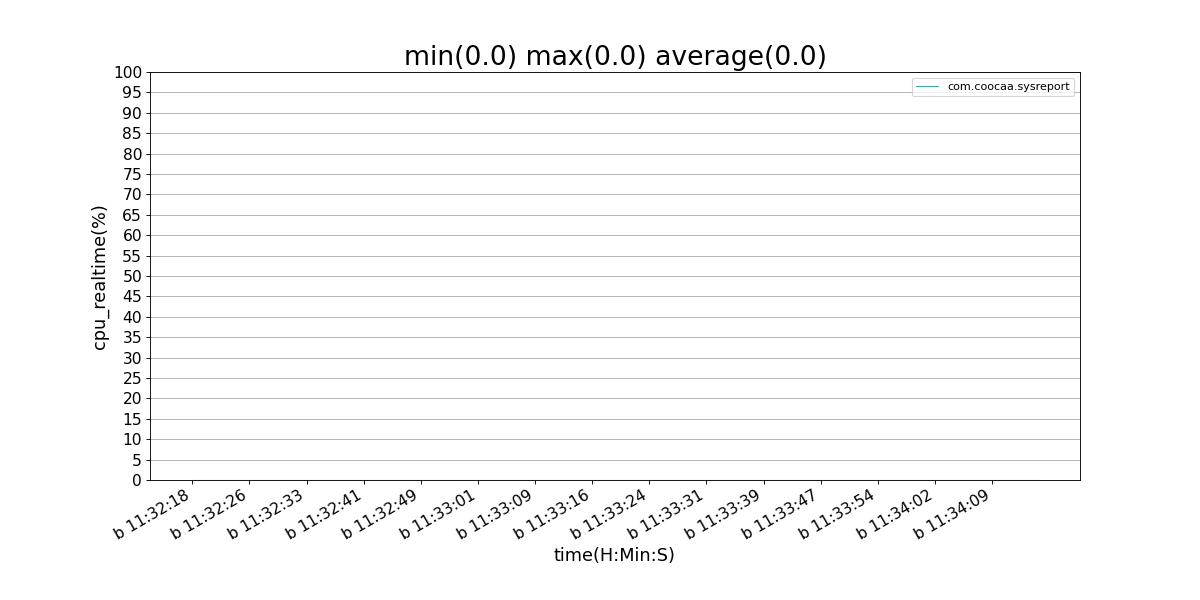 min(0.0) max(0.0) average(0.0)
com.coocaa.sysreport
100
95
90
85
80
75
70
65
60
55
50
45
40
35
30
25
20
15
10
5
0
cpu_realtime(%)
b 11:32:18
b 11:32:26
b 11:32:33
b 11:32:41
b 11:32:49
b 11:33:01
b 11:33:09
b 11:33:16
b 11:33:24
b 11:33:31
b 11:33:39
b 11:33:47
b 11:33:54
b 11:34:02
b 11:34:09
time(H:Min:S)